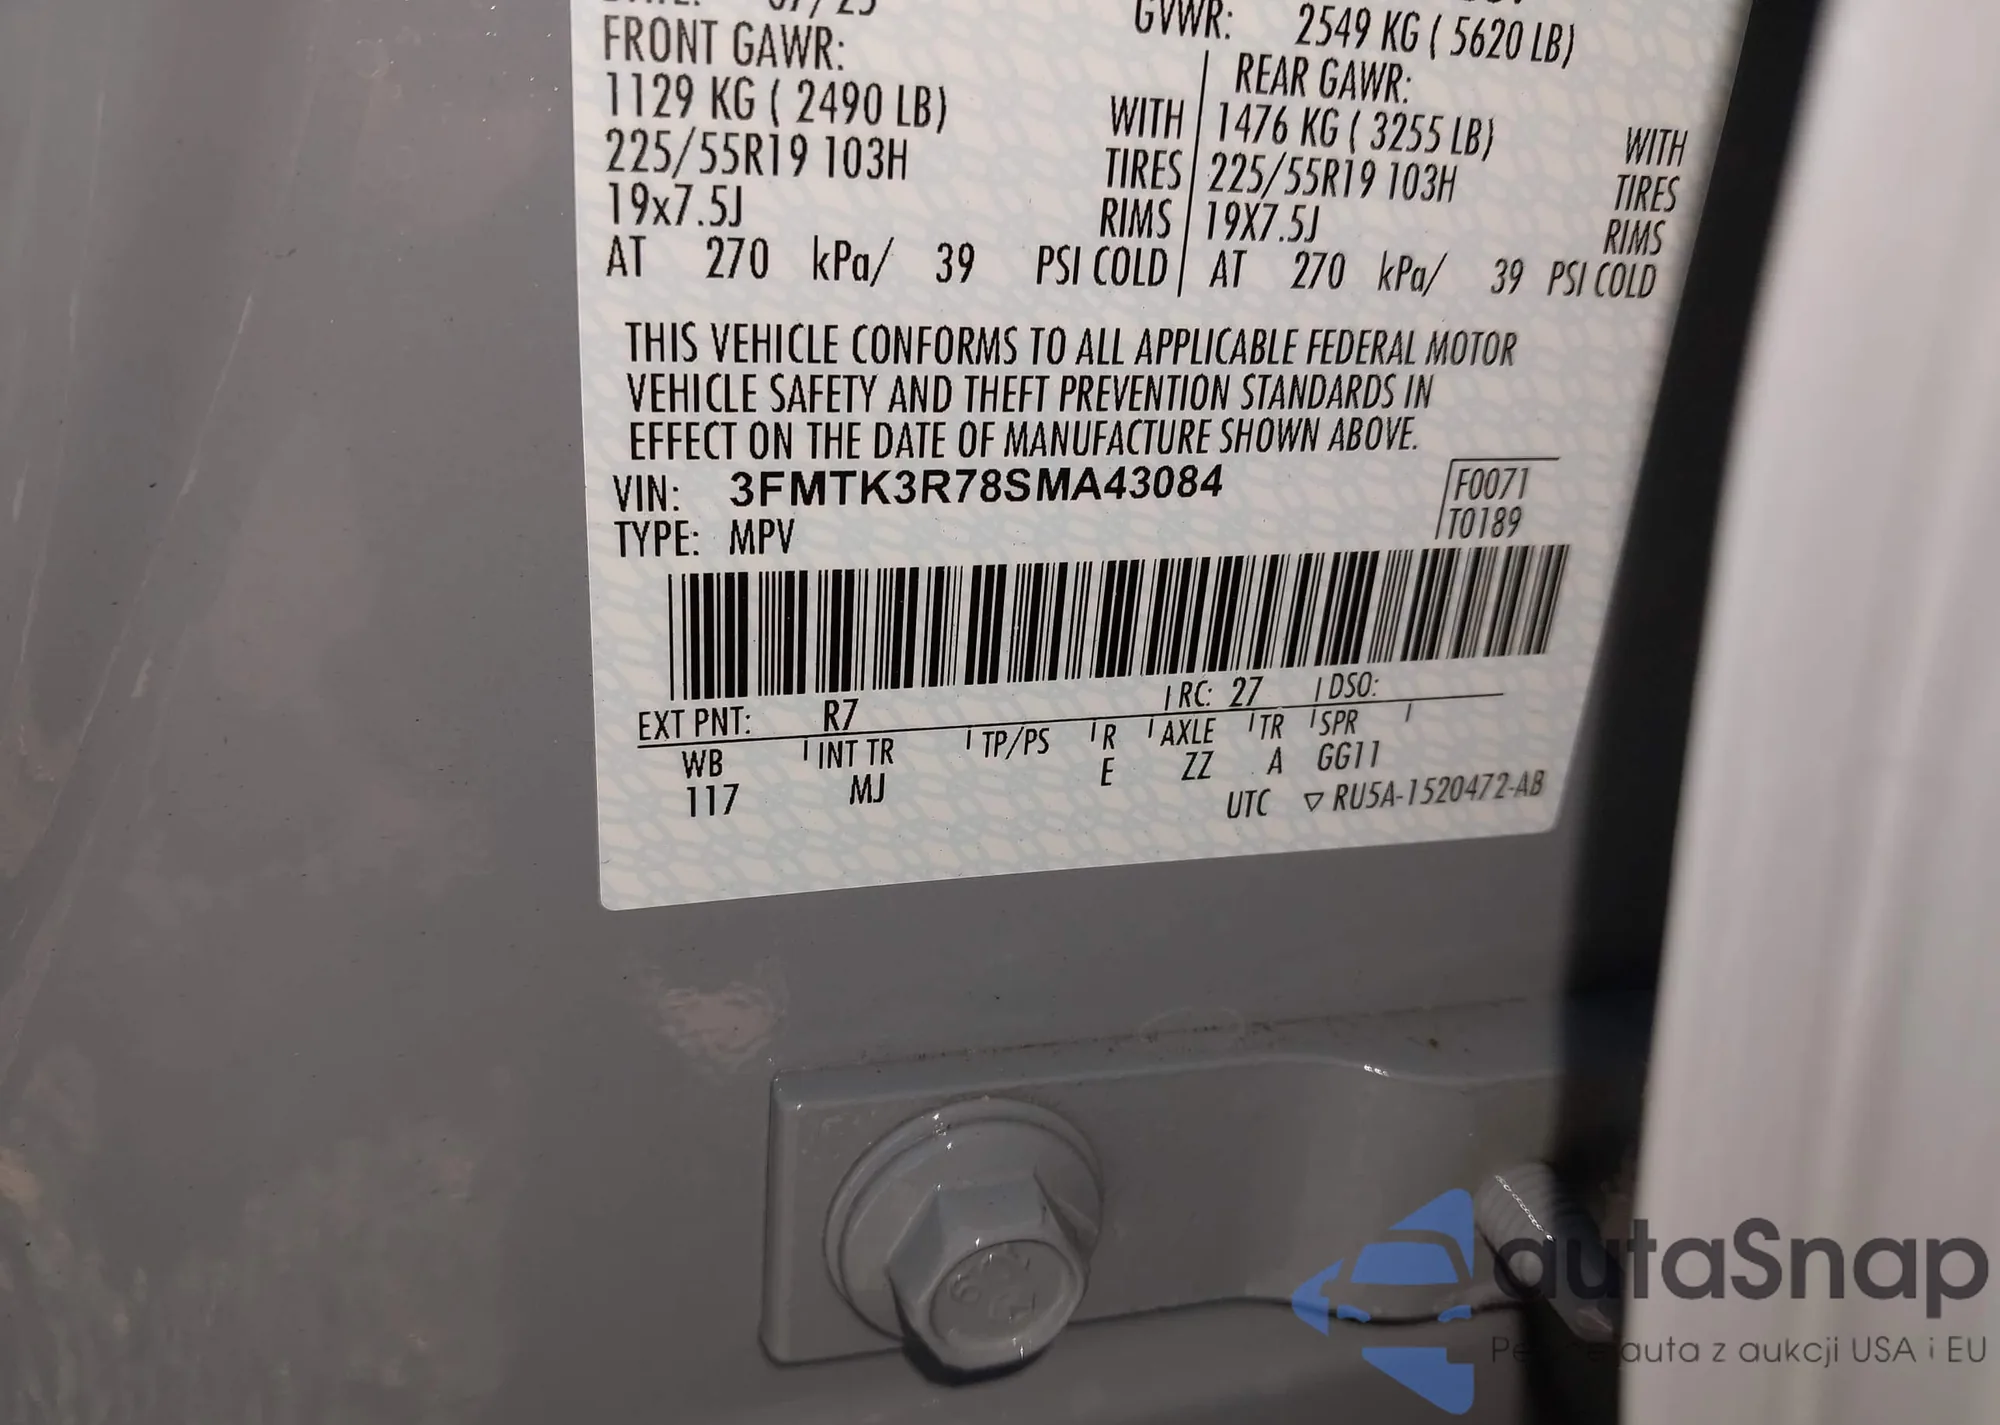 GVWR: 2549 KG ( 5620 LB)
FRONT GAWR:
REAR GAWR:
1129 KG ( 2490 LB) WITH
1476 KG ( 3255 LB) WITH
225/55R19 103H TIRES
225/55R19 103H TIRES
19x7.5J RIMS
19X7.5J RIMS
AT 270 kPa/ 39 PSI COLD
AT 270 kPa/ 39 PSI COLD
THIS VEHICLE CONFORMS TO ALL APPLICABLE FEDERAL MOTOR
VEHICLE SAFETY AND THEFT PREVENTION STANDARDS IN
EFFECT ON THE DATE OF MANUFACTURE SHOWN ABOVE.
VIN: 3FMTK3R78SMA43084
F0071
TYPE: MPV
T0189
EXT PNT: R7 RC: 27 DSO:
WB INT TR TP/PS R AXLE TR SPR
117 MJ E ZZ A GG11
UTC ▽ RU5A-1520472-AB
autaSnap
auta z aukcji USA i EU